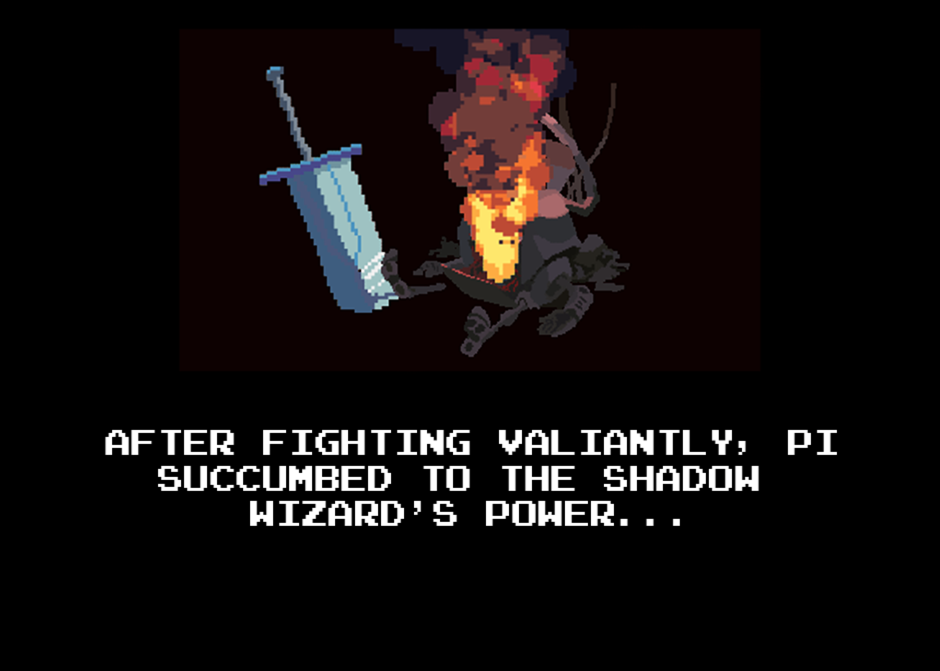 AFTER FIGHTING VALIANTLY, PI
SUCCUMBED TO THE SHADOW
WIZARD'S POWER...